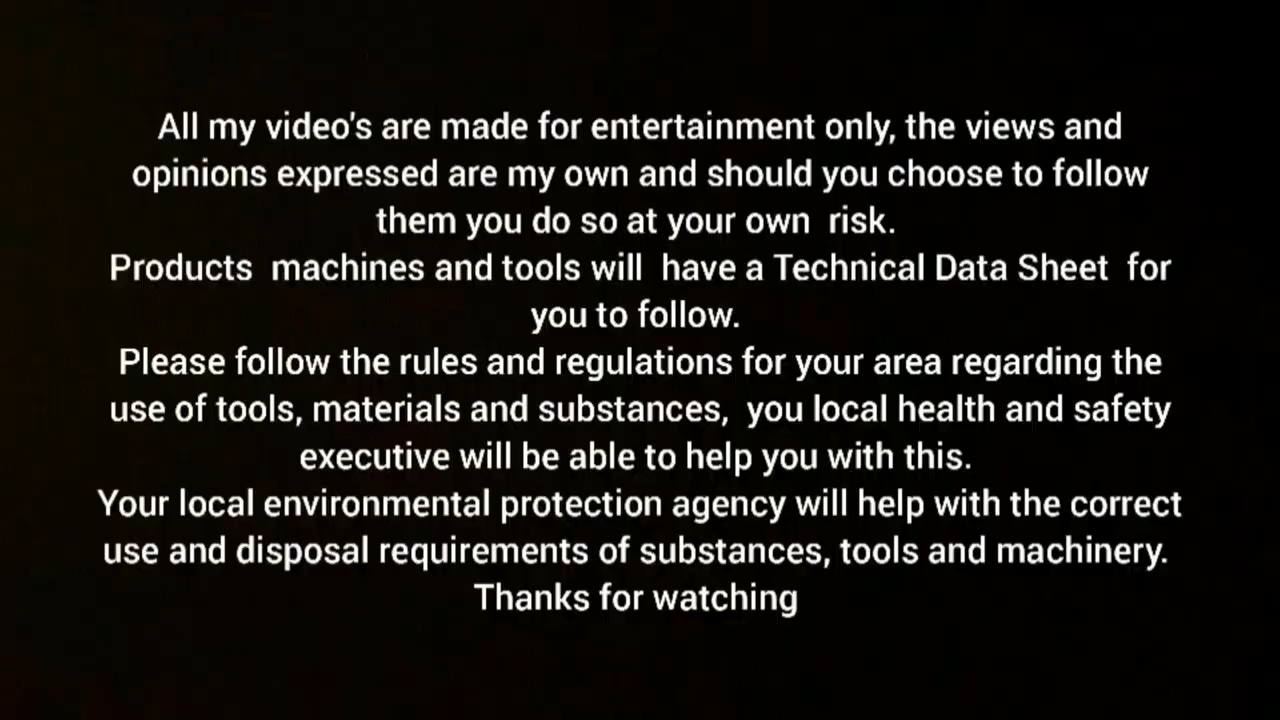 All my video's are made for entertainment only, the views and
opinions expressed are my own and should you choose to follow
them you do so at your own  risk.
Products  machines and tools will  have a Technical Data Sheet  for
you to follow.
Please follow the rules and regulations for your area regarding the
use of tools, materials and substances,  you local health and safety
executive will be able to help you with this.
Your local environmental protection agency will help with the correct
use and disposal requirements of substances, tools and machinery.
Thanks for watching